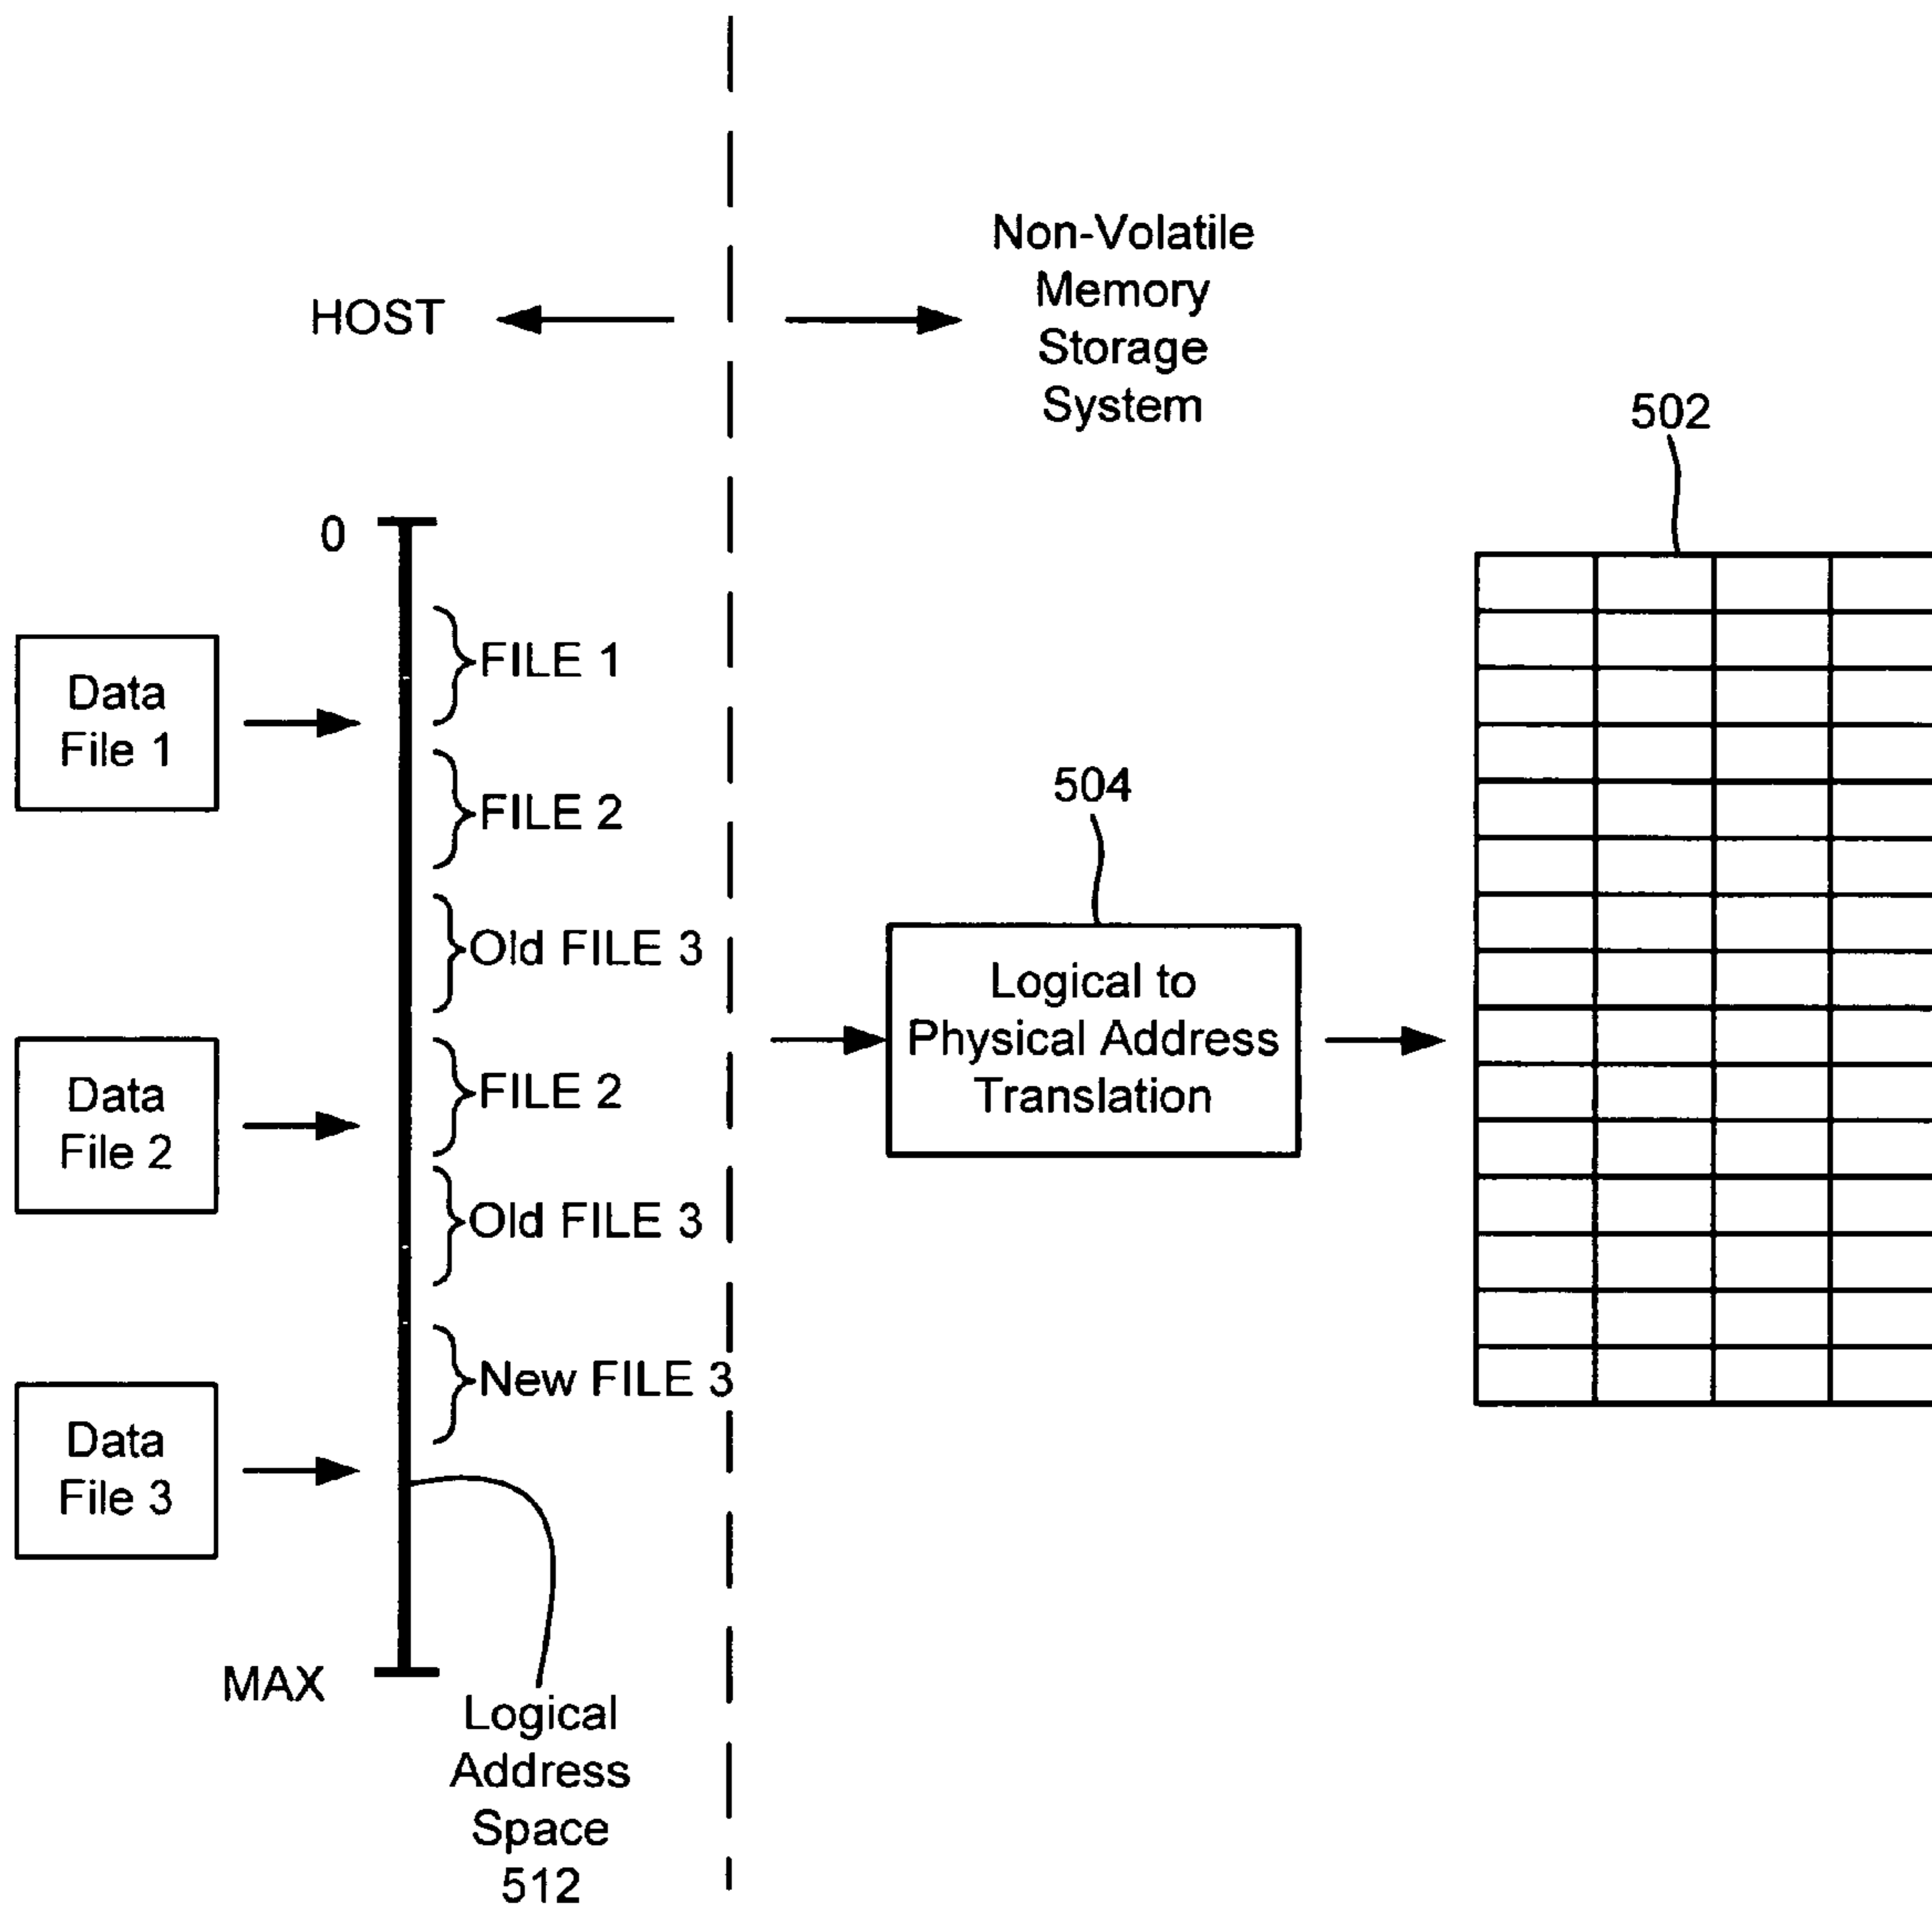 HOST
Non-Volatile
Memory
Storage
System
502
0
Data
File 1
FILE 1
FILE 2
Old FILE 3
504
Logical to
Physical Address
Translation
Data
File 2
FILE 2
Old FILE 3
New FILE 3
Data
File 3
MAX
Logical
Address
Space
512